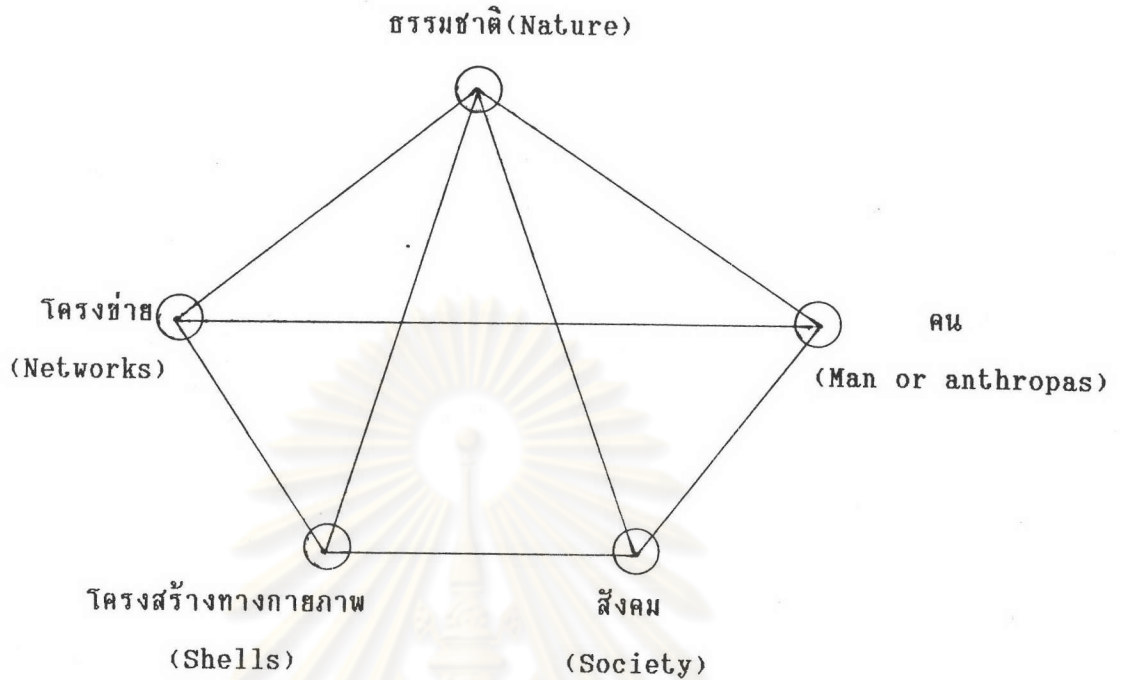 ธรรมชาติ(Nature)
โครงข่าย
(Networks)
คน
(Man or anthropas)
โครงสร้างทางกายภาพ
(Shells)
สังคม
(Society)